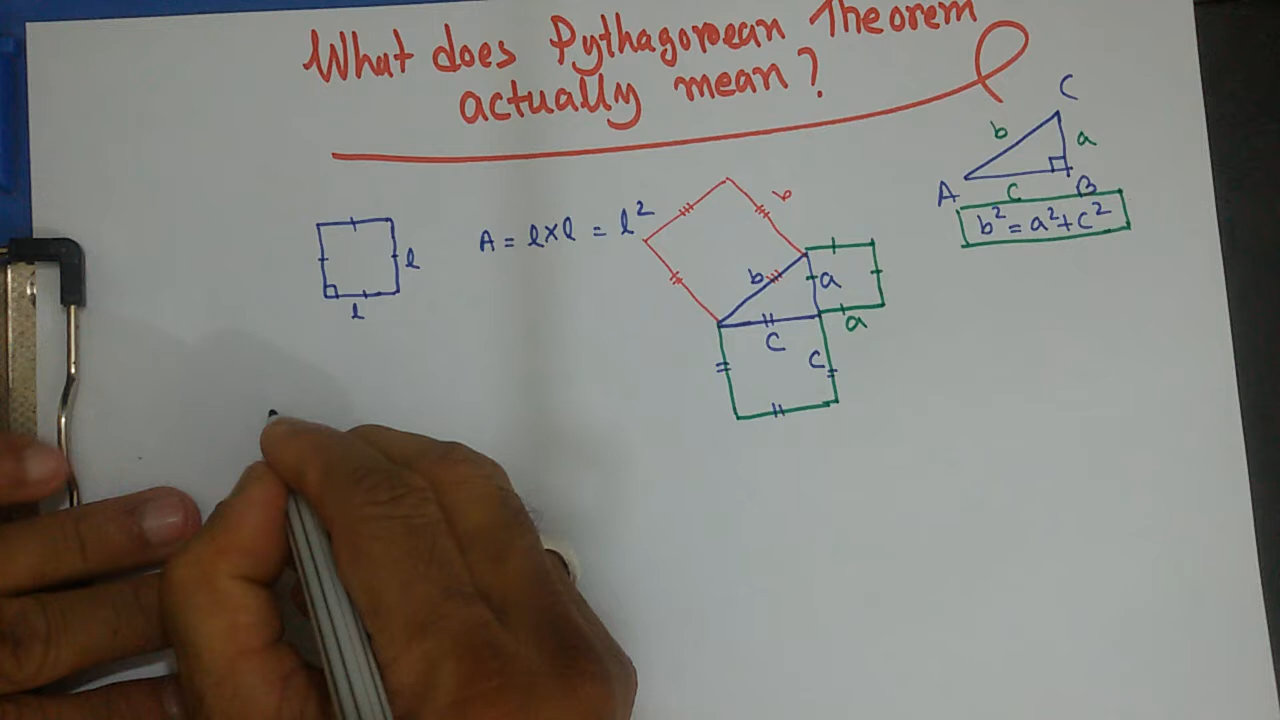 What does Pythagorean Theorem
actually mean?
C
b
a
A
c
B
b² = a² + c²
l
l
A = l×l = l²
b
b
a
a
c
c